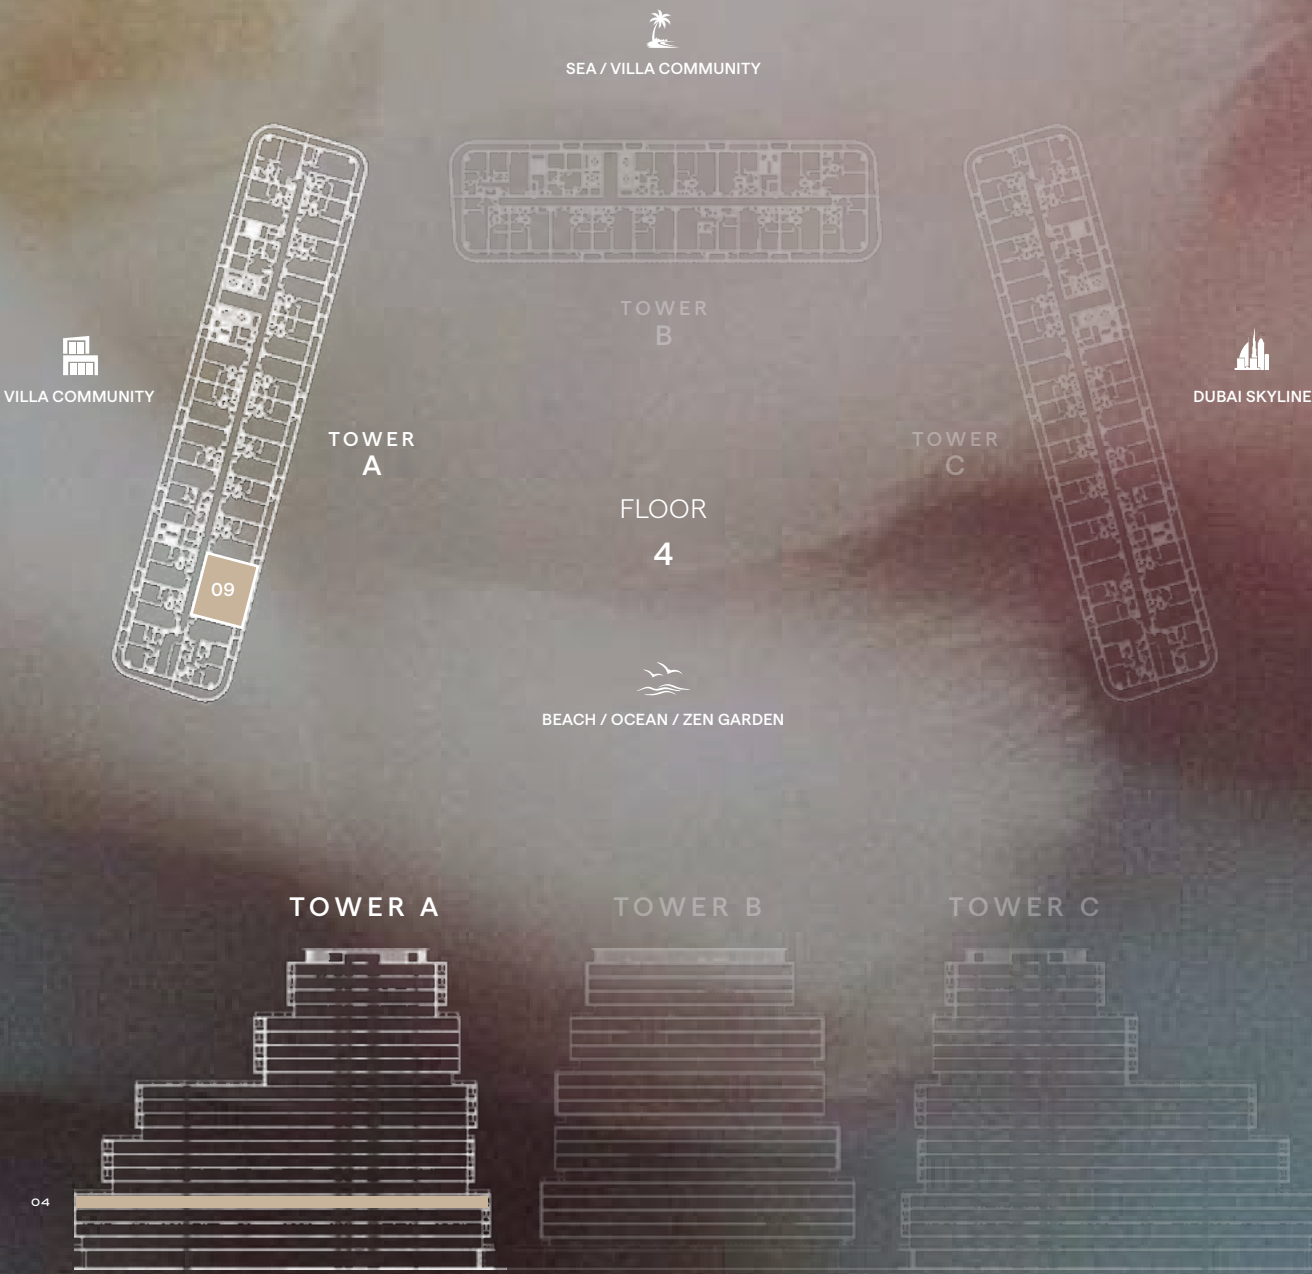 SEA / VILLA COMMUNITY
TOWER
B
VILLA COMMUNITY
DUBAI SKYLINE
TOWER
A
TOWER
C
FLOOR
4
09
BEACH / OCEAN / ZEN GARDEN
TOWER A
TOWER B
TOWER C
04